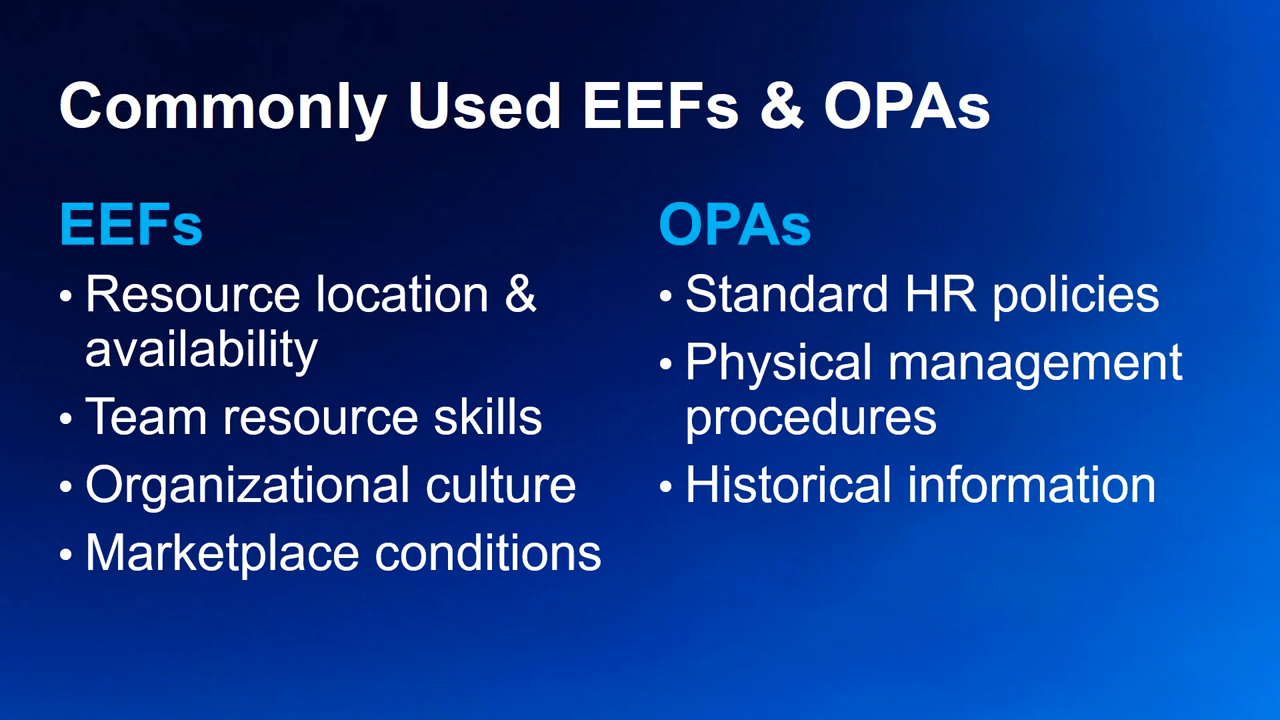 Commonly Used EEFs & OPAs
EEFs
• Resource location &
availability
• Team resource skills
• Organizational culture
• Marketplace conditions
OPAs
• Standard HR policies
• Physical management
procedures
• Historical information